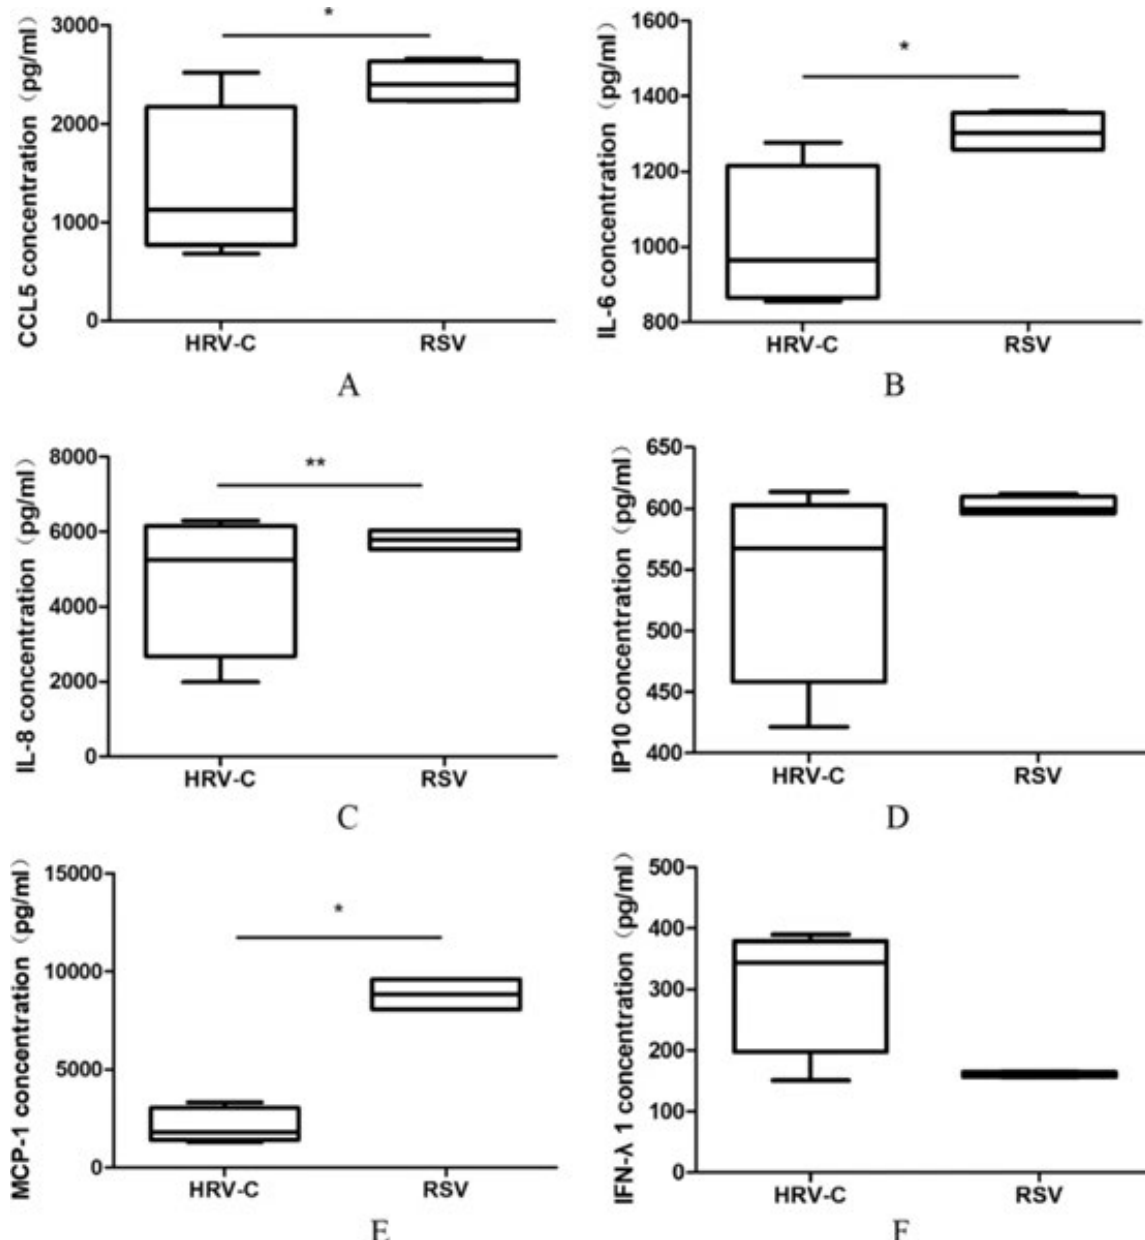 CCL5 concentration（pg/ml）
3000
2000
1000
0
*
HRV-C
RSV
A
IL-6 concentration（pg/ml）
1600
1400
1200
1000
800
*
HRV-C
RSV
B
IL-8 concentration（pg/ml）
8000
6000
4000
2000
0
**
HRV-C
RSV
C
IP10 concentration（pg/ml）
650
600
550
500
450
400
HRV-C
RSV
D
MCP-1 concentration（pg/ml）
15000
10000
5000
0
*
HRV-C
RSV
E
IFN-λ 1 concentration（pg/ml）
500
400
300
200
100
0
HRV-C
RSV
F